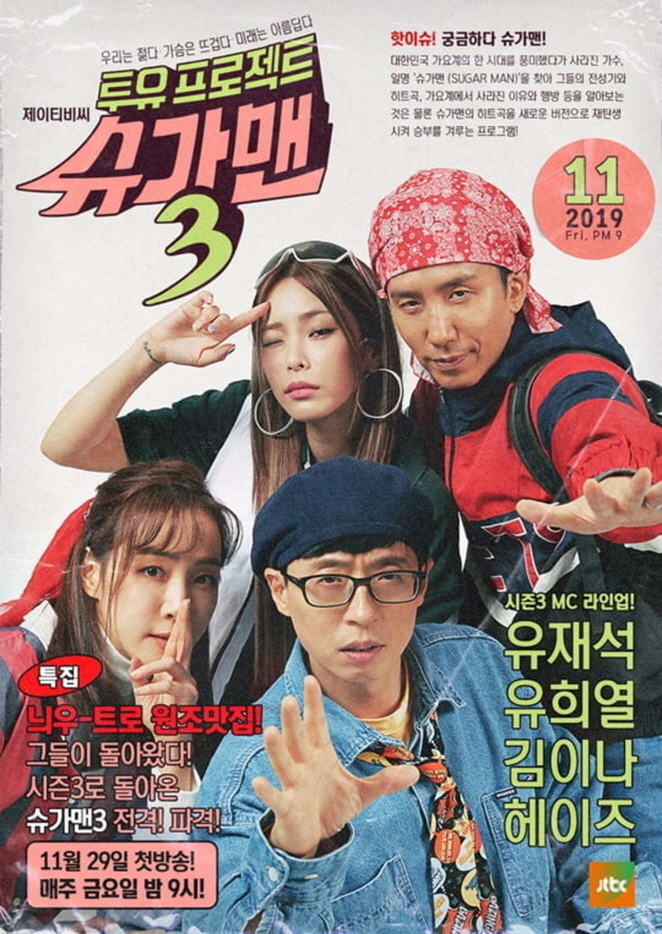 우리는 젊다 가슴은 뜨겁다 미래는 아름답다
제이티비씨
투유 프로젝트
슈가맨
3
핫이슈! 궁금하다 슈가맨!
대한민국 가요계의 한 시대를 풍미했다가 사라진 가수,
일명 '슈가맨 (SUGAR MAN)'을 찾아 그들의 전성기와
히트곡, 가요계에서 사라진 이유와 행방 등을 알아보는
것은 물론 슈가맨의 히트곡을 새로운 버전으로 재탄생
시켜 승부를 겨루는 프로그램!
11
2019
Fri. PM 9
시즌3 MC 라인업!
유재석
유희열
김이나
헤이즈
특집
늬우-트로 원조맛집!
그들이 돌아왔다!
시즌3로 돌아온
슈가맨3 전격! 파격!
11월 29일 첫방송!
매주 금요일 밤 9시!
jtbc